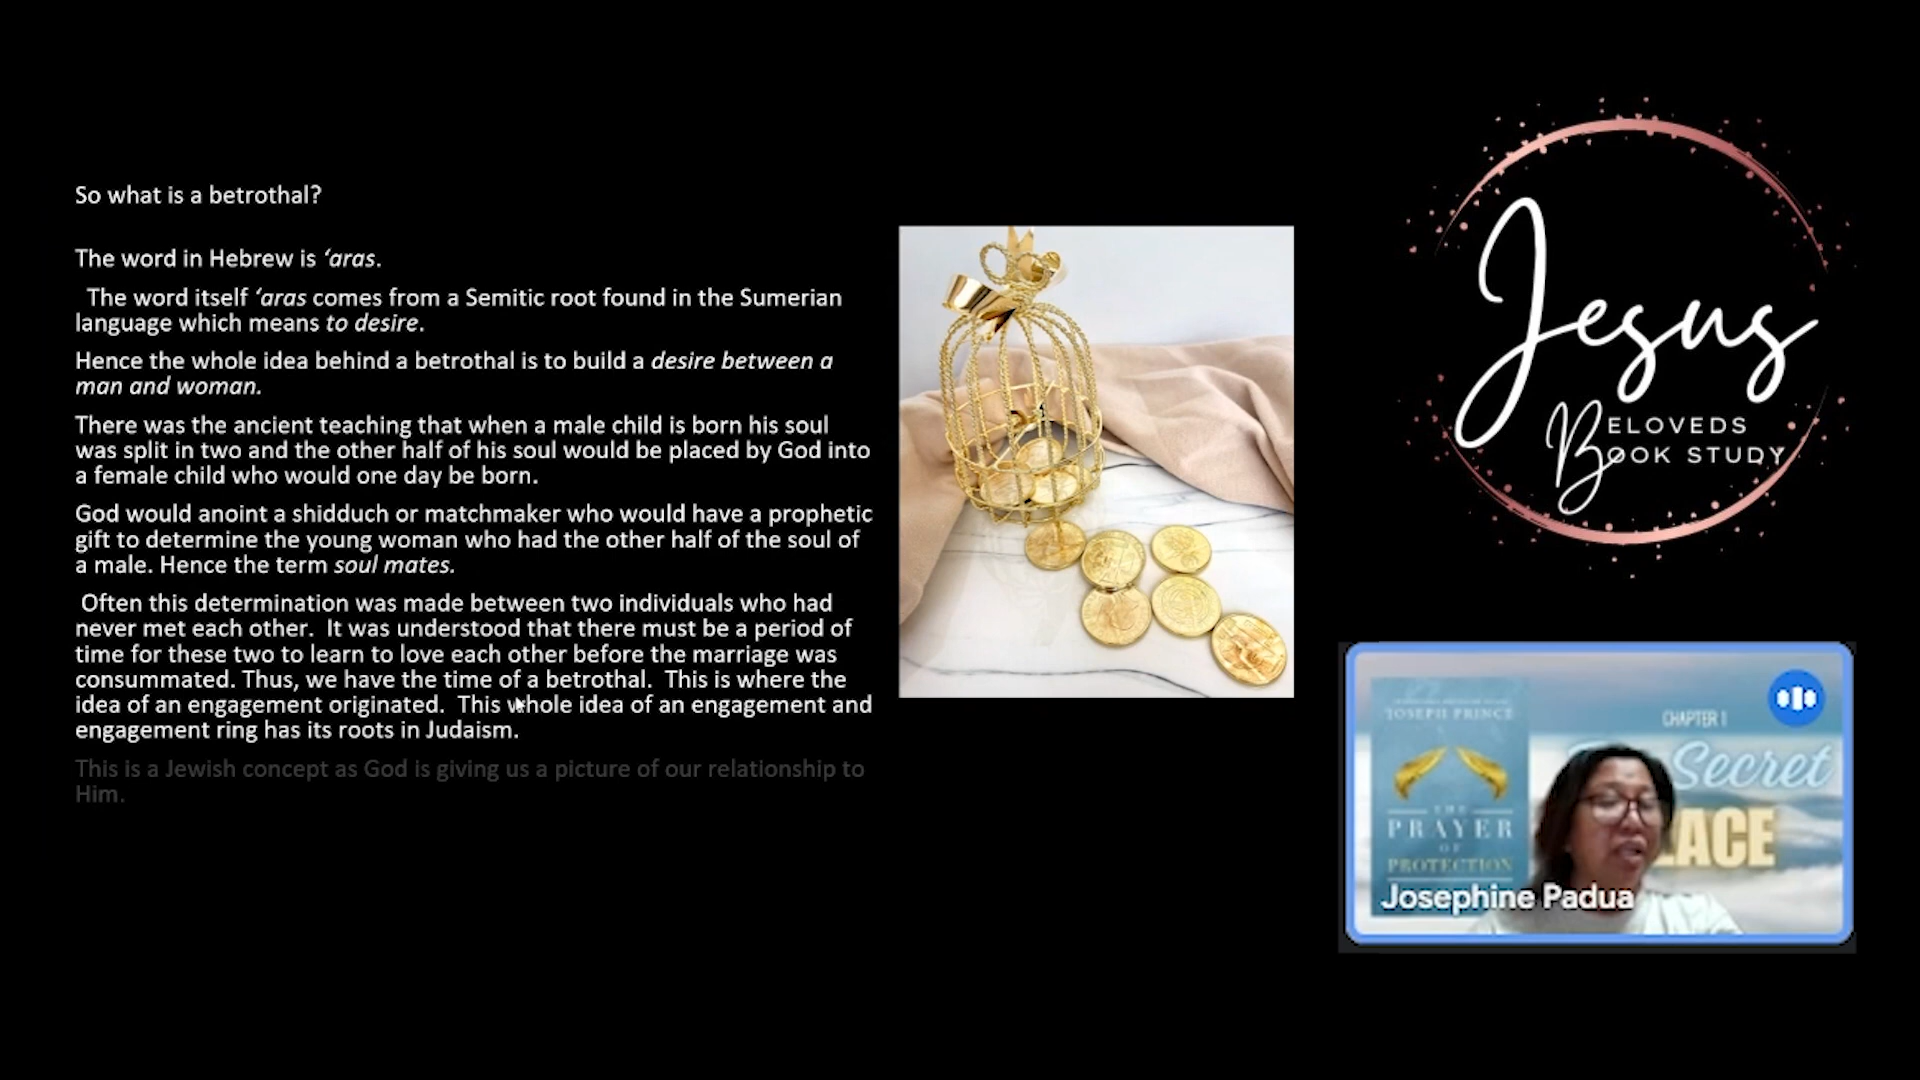 So what is a betrothal?
The word in Hebrew is ‘aras.
The word itself ‘aras comes from a Semitic root found in the Sumerian
language which means to desire.
Hence the whole idea behind a betrothal is to build a desire between a
man and woman.
There was the ancient teaching that when a male child is born his soul
was split in two and the other half of his soul would be placed by God into
a female child who would one day be born.
God would anoint a shidduch or matchmaker who would have a prophetic
gift to determine the young woman who had the other half of the soul of
a male. Hence the term soul mates.
Often this determination was made between two individuals who had
never met each other.  It was understood that there must be a period of
time for these two to learn to love each other before the marriage was
consummated. Thus, we have the time of a betrothal.  This is where the
idea of an engagement originated.  This whole idea of an engagement and
engagement ring has its roots in Judaism.
This is a Jewish concept as God is giving us a picture of our relationship to
Him.
Jesus
BELOVEDS
BOOK STUDY
JOSEPH PRINCE
THE
PRAYER
OF
PROTECTION
CHAPTER 1
Secret
LACE
Josephine Padua